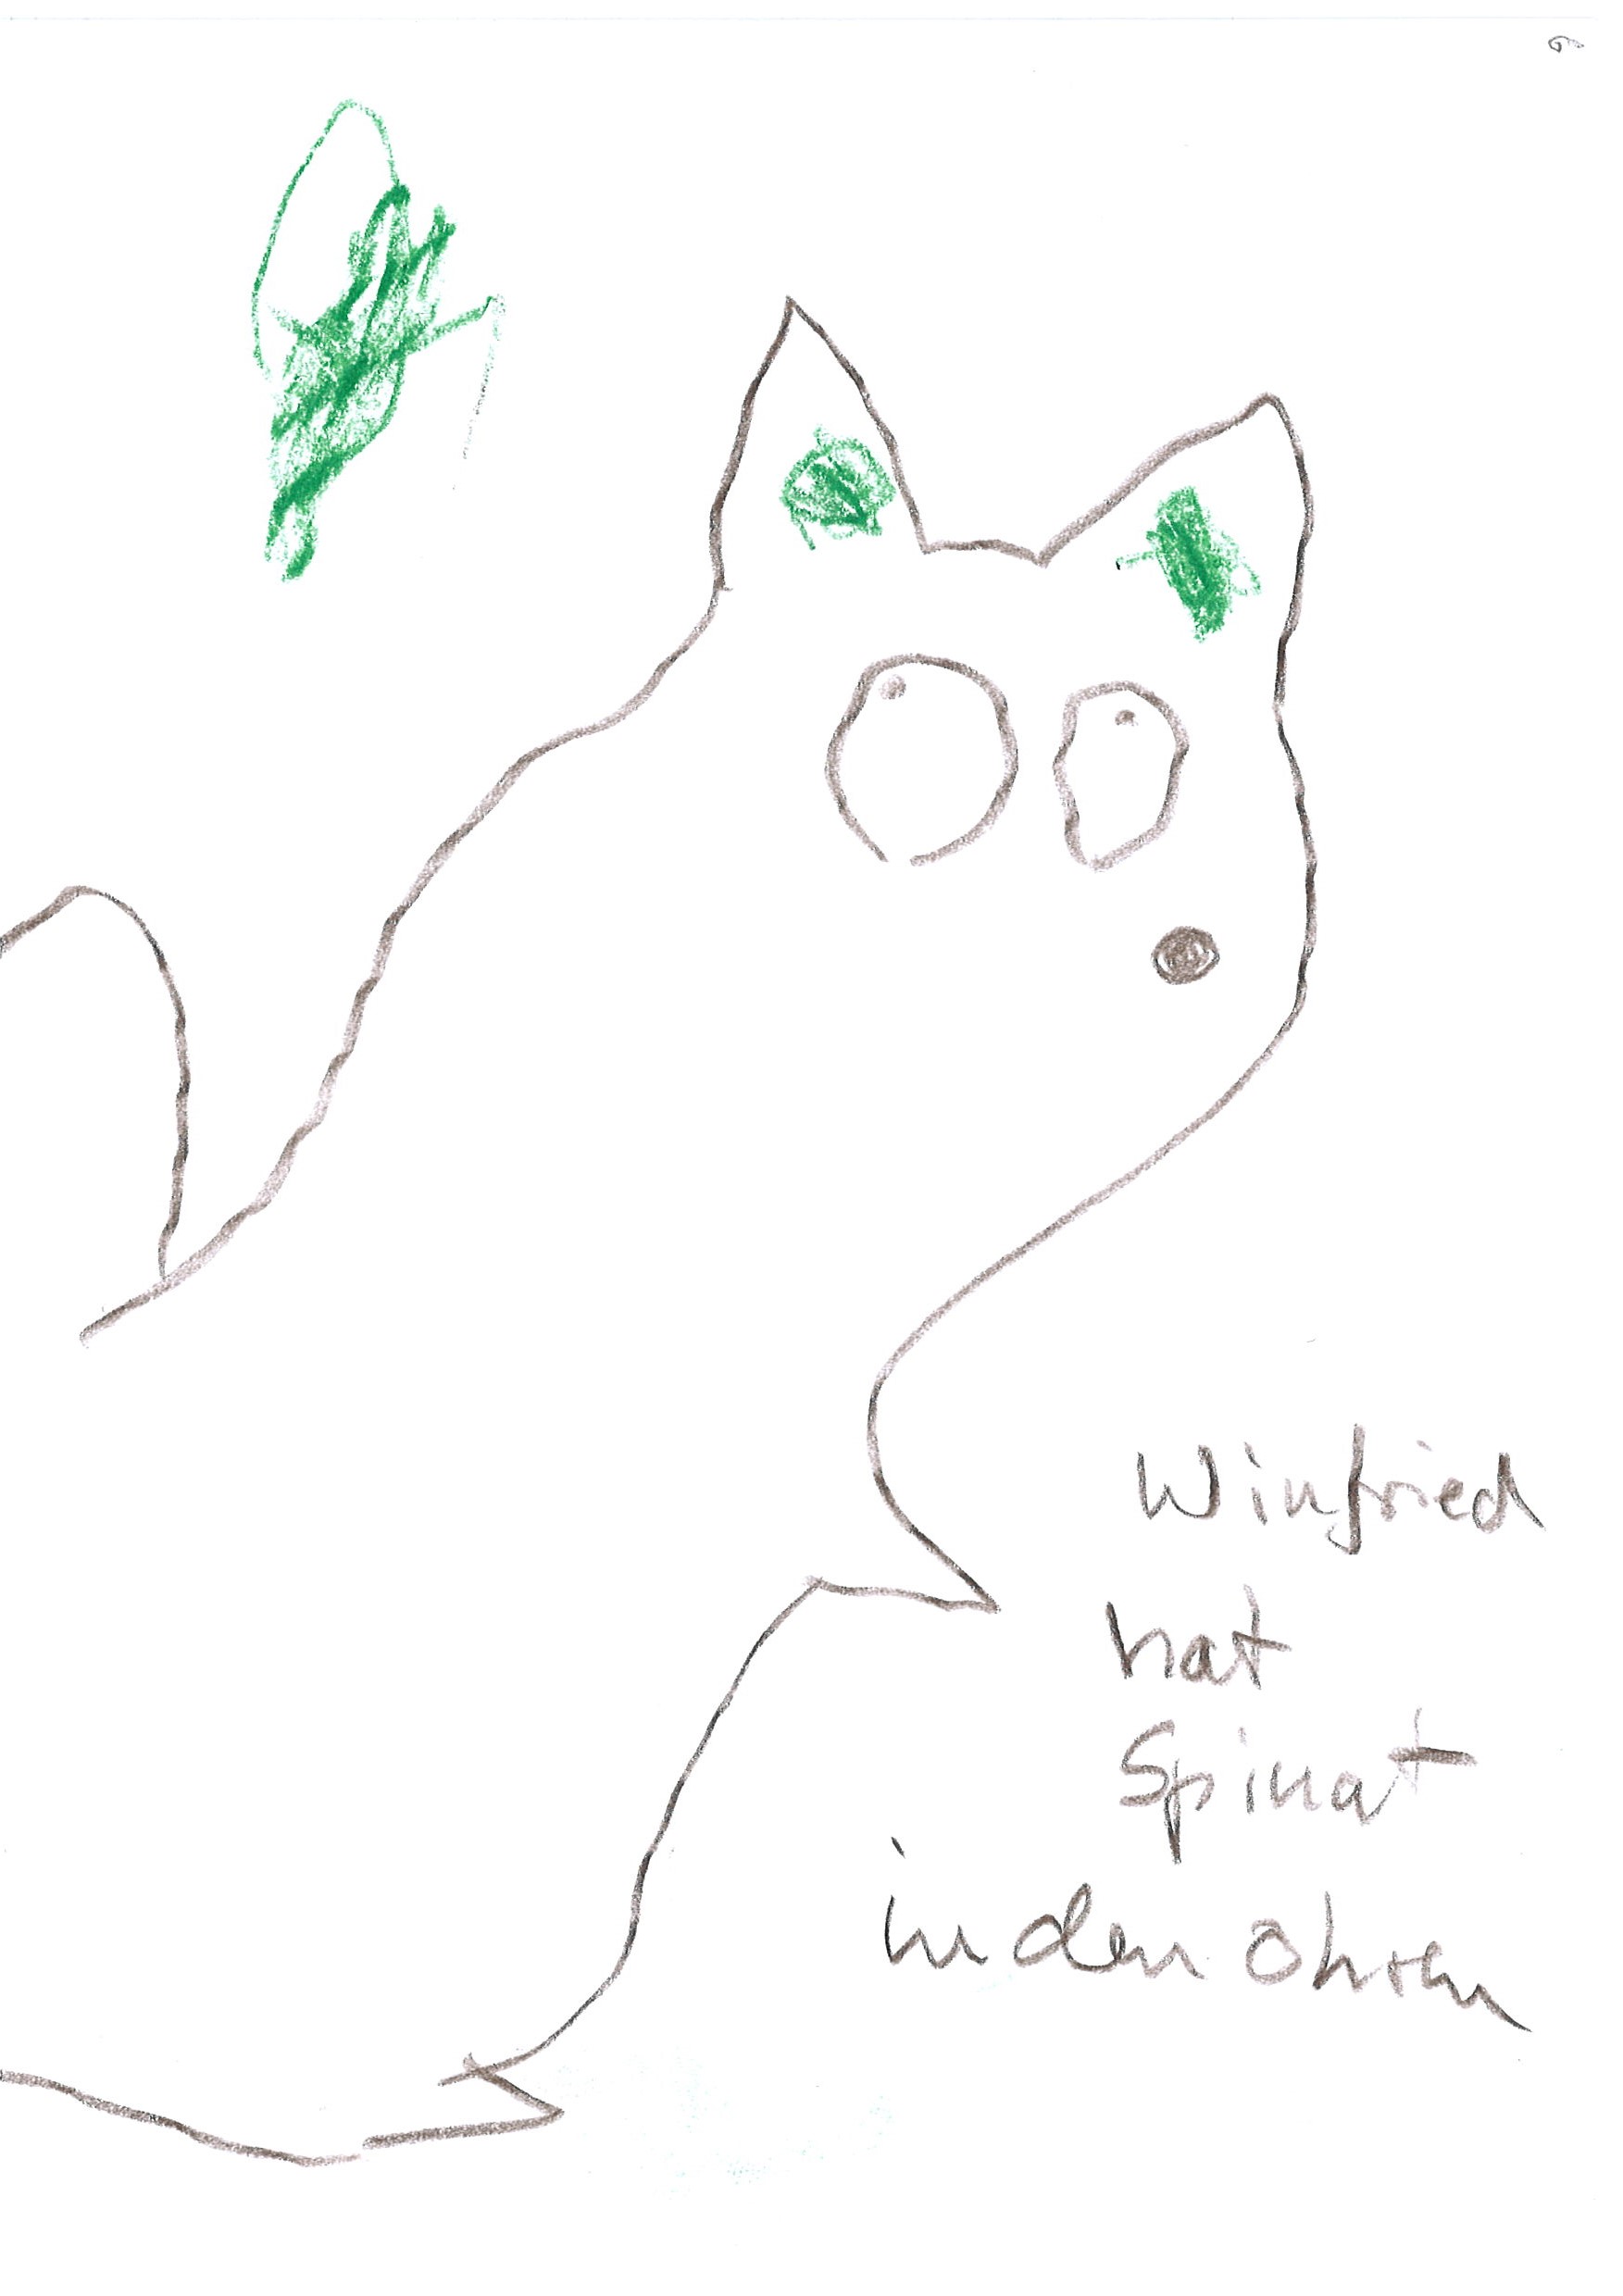 Winfried
hat
Spinat
in den Ohren